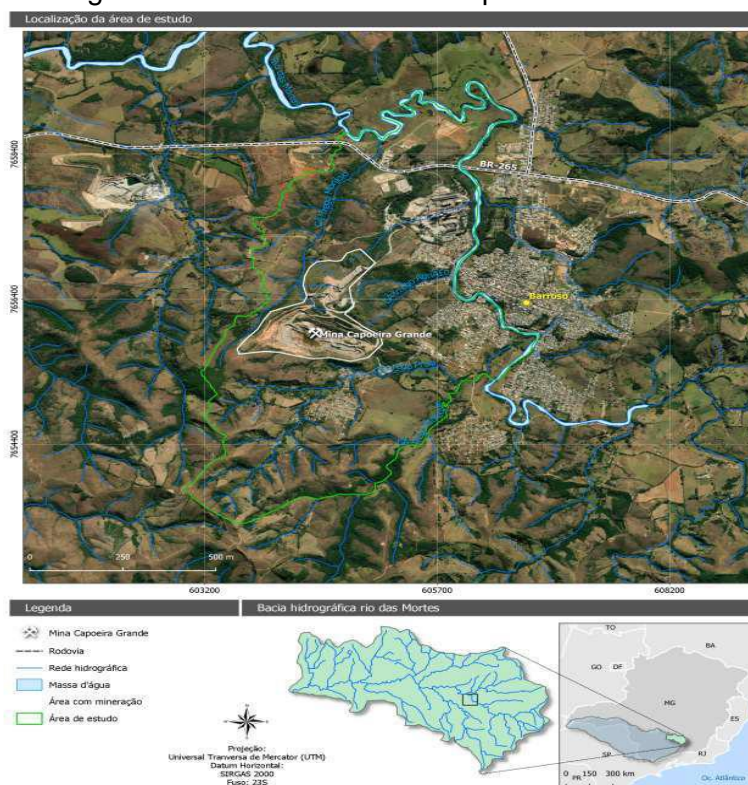 Localização da área de estudo
BR-265
Barroso
Mina Capoeira Grande
7658400
7656400
7654400
0 250 500 m
603200 605700 608200
Legenda
Mina Capoeira Grande
Rodovia
Rede hidrográfica
Massa d'água
Área com mineração
Área de estudo
Projeção:
Universal Tranversa de Mercator (UTM)
Datum Horizontal:
SIRGAS 2000
Fuso: 23S
Bacia hidrográfica rio das Mortes
TO
BA
GO
DF
MG
ES
SP
RJ
PR
0 150 300 km
Oc. Atlântico